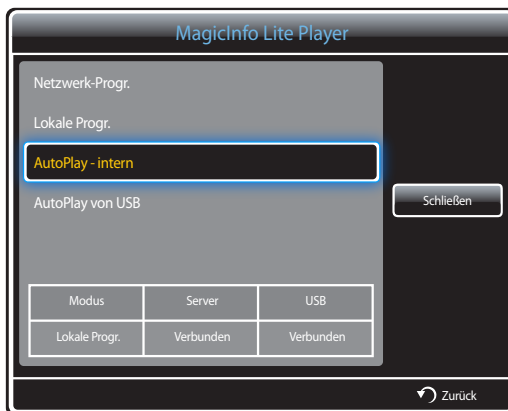 MagicInfo Lite Player
Netzwerk-Progr.
Lokale Progr.
AutoPlay - intern
AutoPlay von USB
Schließen
Modus Server USB
Lokale Progr. Verbunden Verbunden
Zurück